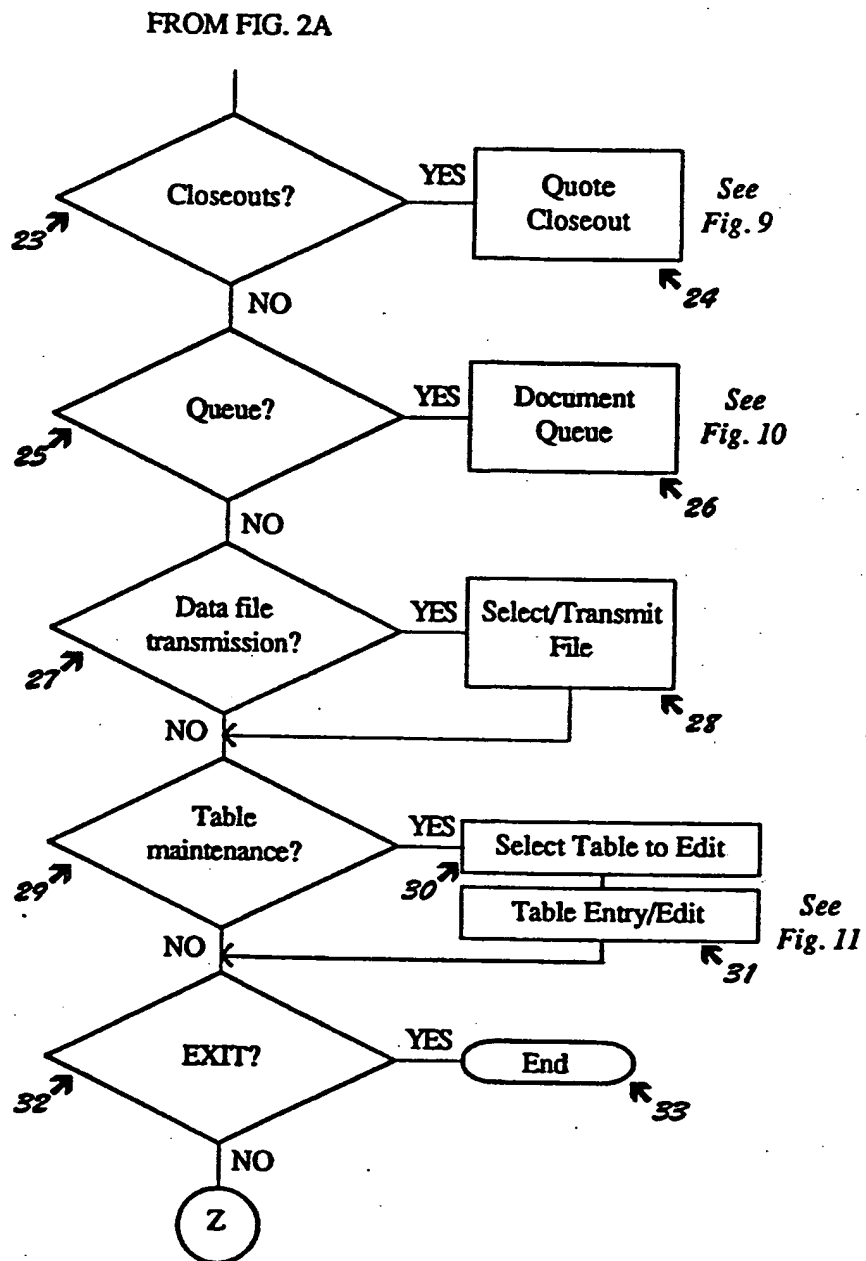 FROM FIG. 2A
Closeouts?
YES
Quote
Closeout
See
Fig. 9
23
24
NO
Queue?
YES
Document
Queue
See
Fig. 10
25
26
NO
Data file
transmission?
YES
Select/Transmit
File
27
28
NO
Table
maintenance?
YES
Select Table to Edit
29
30
Table Entry/Edit
See
Fig. 11
31
NO
EXIT?
YES
End
32
33
NO
Z